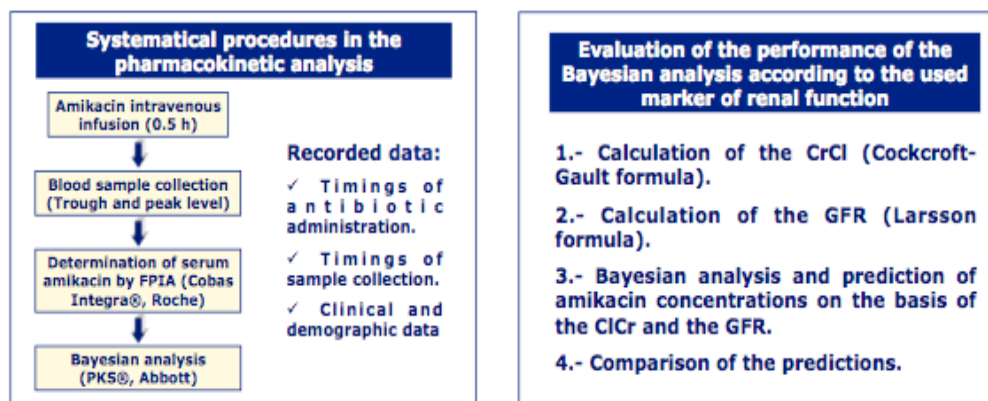 Systematical procedures in the
pharmacokinetic analysis
Amikacin intravenous
infusion (0.5 h)
Blood sample collection
(Trough and peak level)
Determination of serum
amikacin by FPIA (Cobas
Integra®, Roche)
Bayesian analysis
(PKS®, Abbott)
Recorded data:
✓ Timings of
antibiotic
administration.
✓ Timings of
sample collection.
✓ Clinical and
demographic data
Evaluation of the performance of the
Bayesian analysis according to the used
marker of renal function
1.- Calculation of the CrCl (Cockcroft-
Gault formula).
2.- Calculation of the GFR (Larsson
formula).
3.- Bayesian analysis and prediction of
amikacin concentrations on the basis of
the ClCr and the GFR.
4.- Comparison of the predictions.